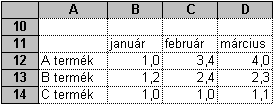 A B C D
10
11 január február március
12 A termék 1,0 3,4 4,0
13 B termék 1,2 2,4 2,3
14 C termék 1,0 1,0 1,1